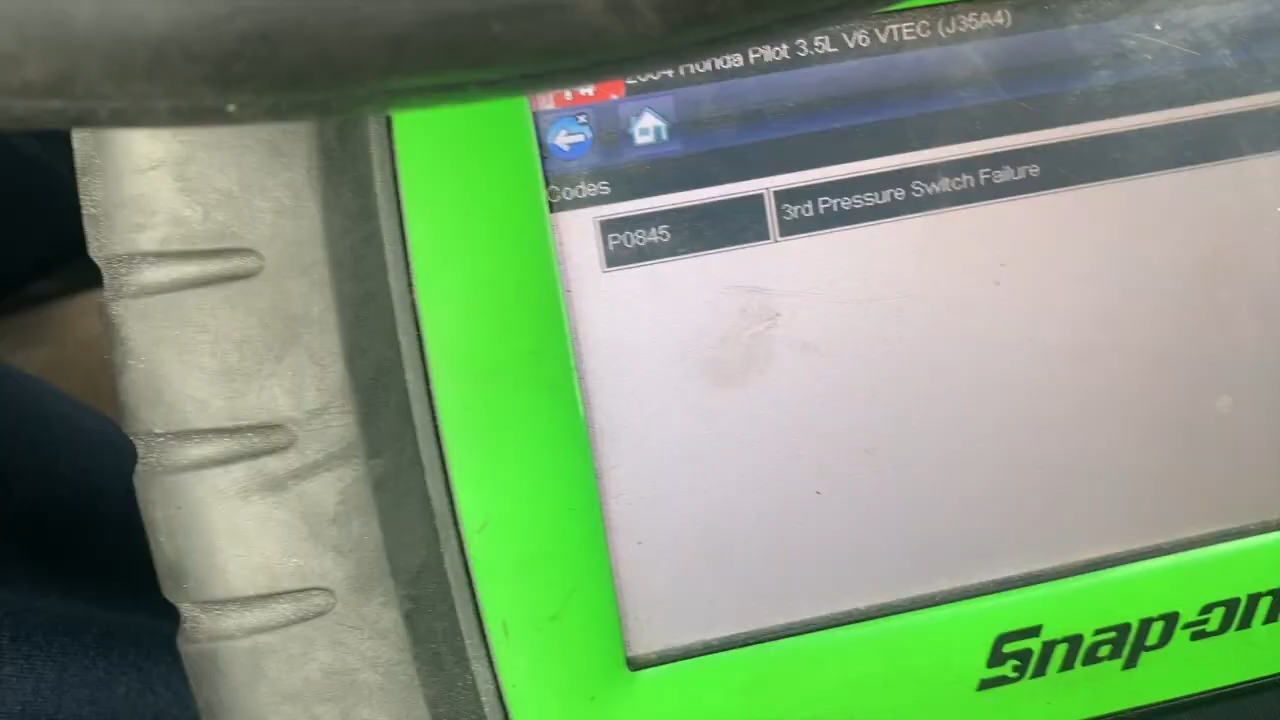 2004 Honda Pilot 3.5L V6 VTEC (J35A4)
Codes
P0845
3rd Pressure Switch Failure
Snap-on